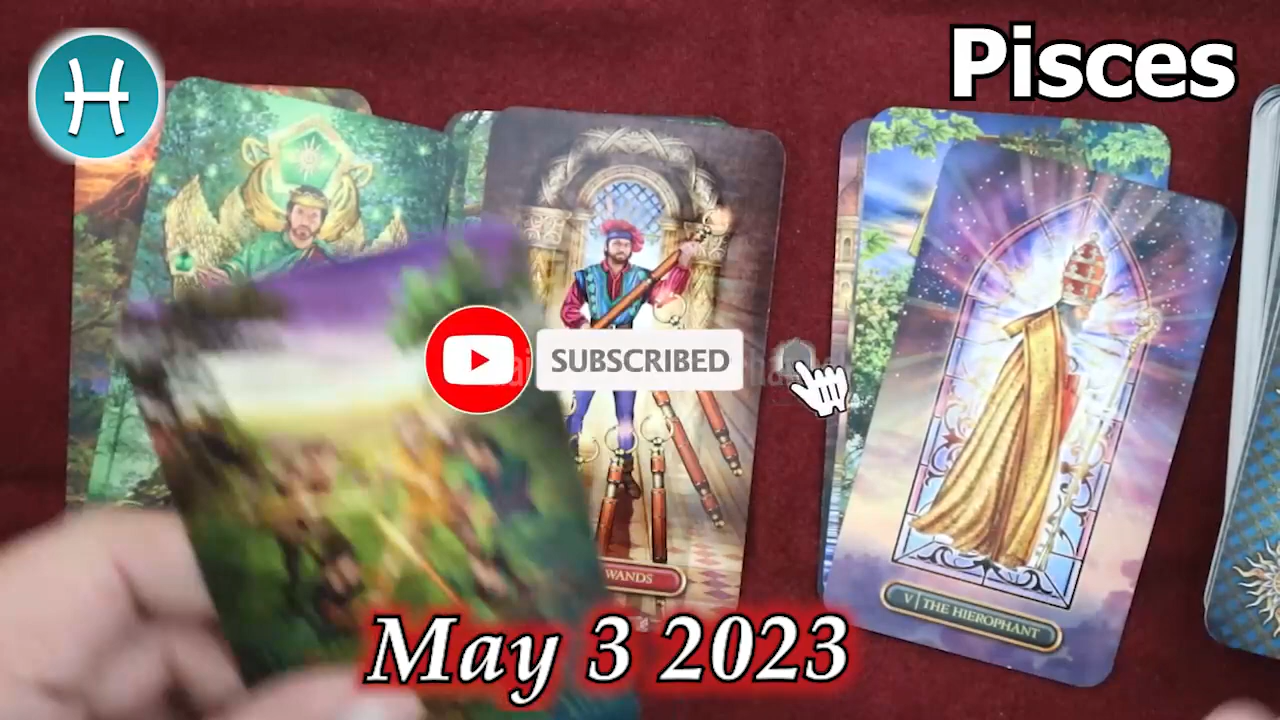 Pisces
SUBSCRIBED
WANDS
V | THE HIEROPHANT
May 3 2023